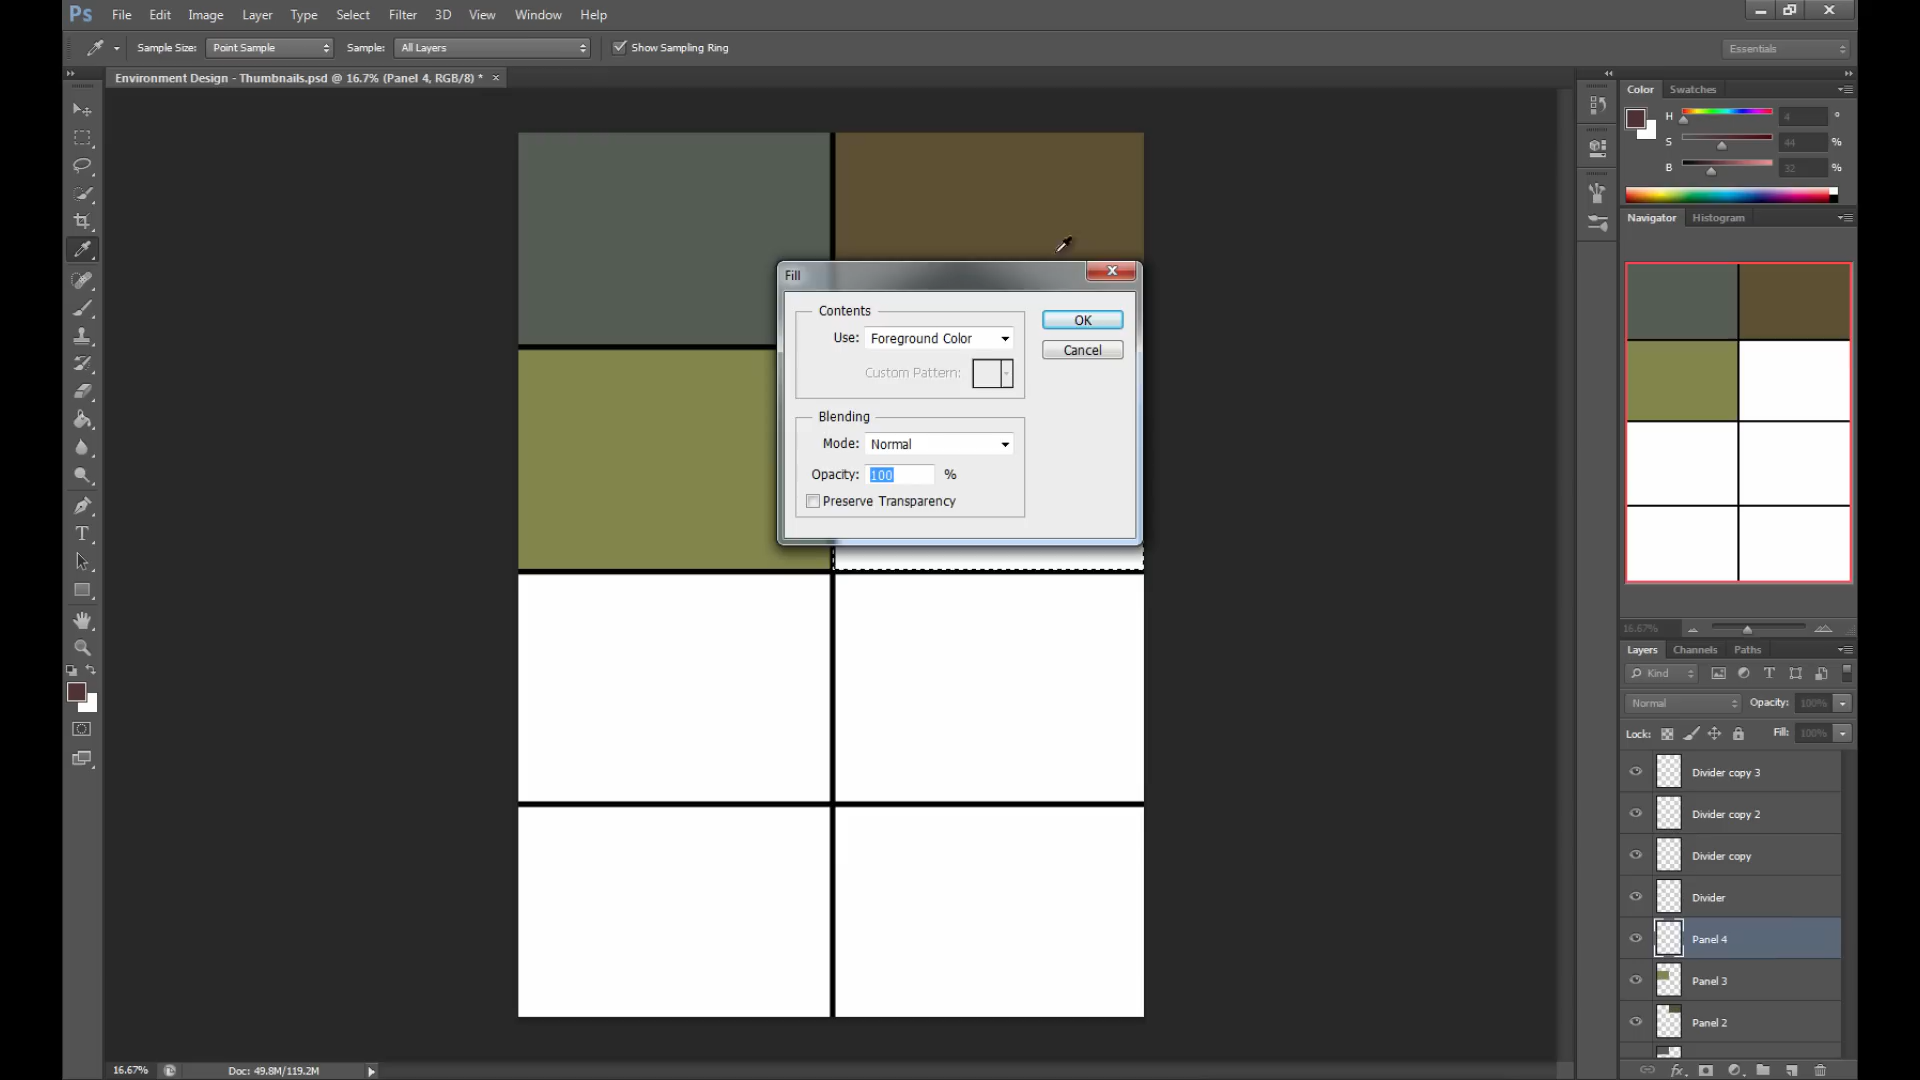 Ps File Edit Image Layer Type Select Filter 3D View Window Help
Sample Size: Point Sample Sample: All Layers Show Sampling Ring Essentials
Environment Design - Thumbnails.psd @ 16.7% (Panel 4, RGB/8) * ×
Color Swatches
H 4 °
S 44 %
B 32 %
Navigator Histogram
Fill
Contents
Use: Foreground Color
Custom Pattern:
OK
Cancel
Blending
Mode: Normal
Opacity: 100 %
Preserve Transparency
16.67%
Layers Channels Paths
Kind
Normal Opacity: 100%
Lock: Fill: 100%
Divider copy 3
Divider copy 2
Divider copy
Divider
Panel 4
Panel 3
Panel 2
16.67% Doc: 49.8M/119.2M